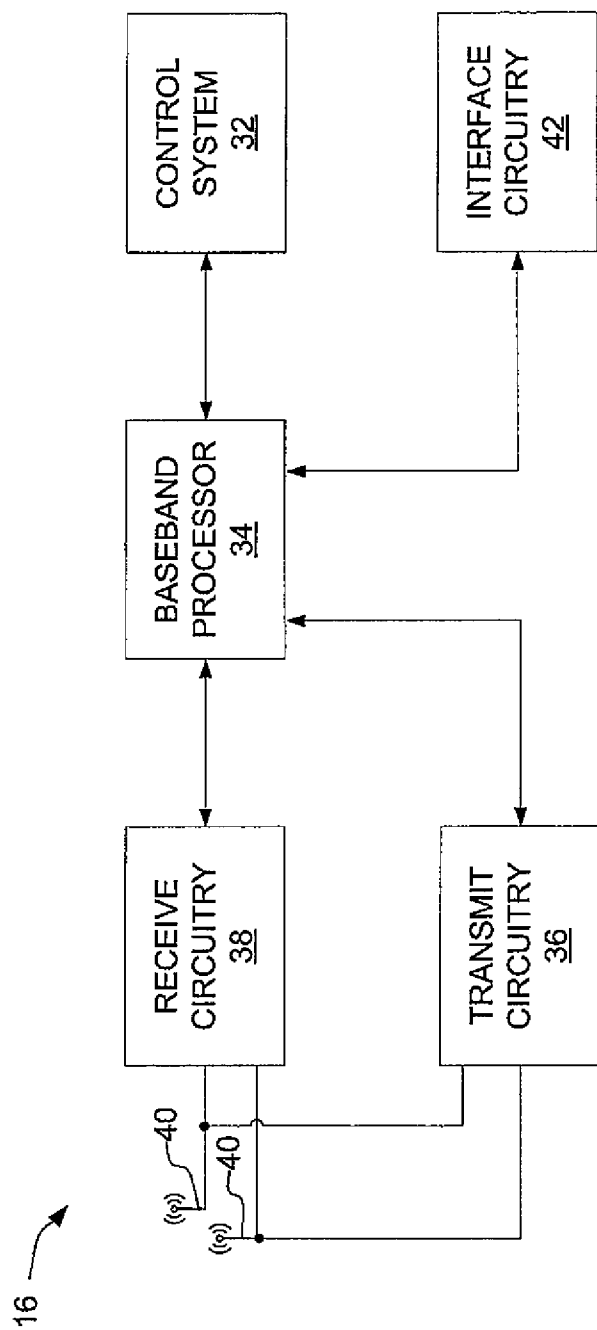 16
40
40
RECEIVE
CIRCUITRY
38
BASEBAND
PROCESSOR
34
CONTROL
SYSTEM
32
TRANSMIT
CIRCUITRY
36
INTERFACE
CIRCUITRY
42